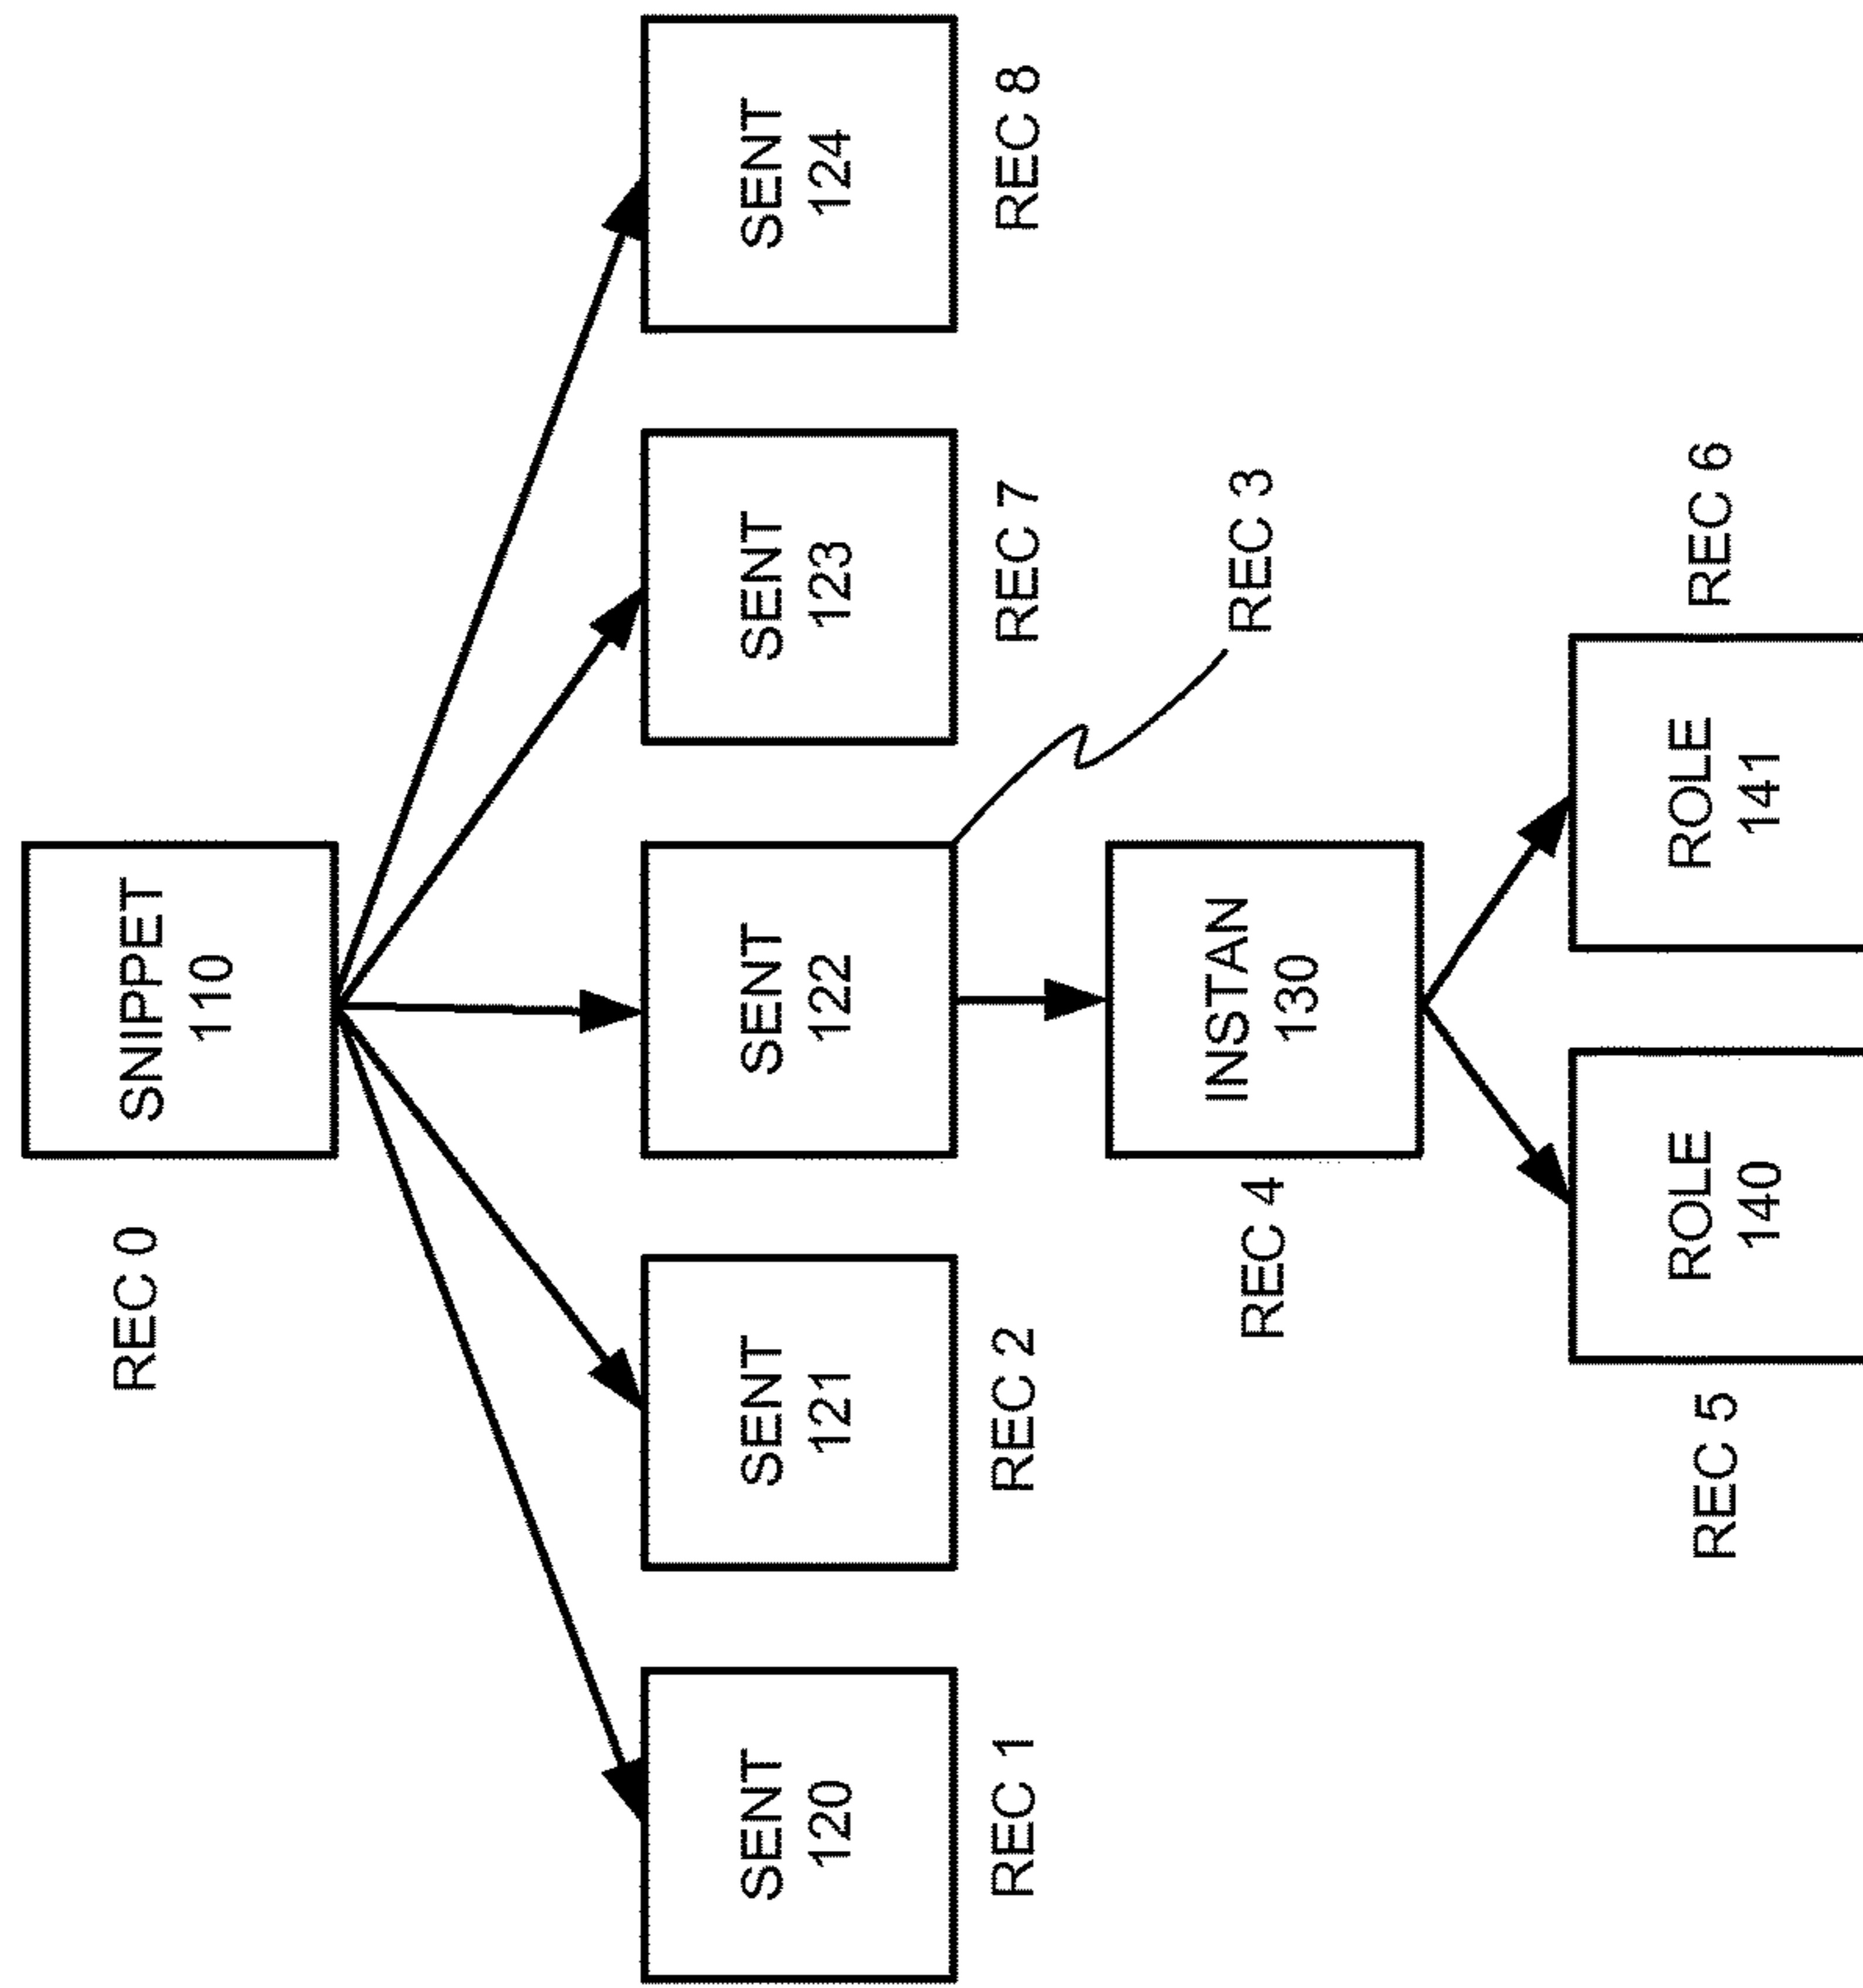 REC 0
SNIPPET
110
SENT
120
SENT
121
SENT
122
SENT
123
SENT
124
REC 1
REC 2
REC 7
REC 8
REC 3
REC 4
INSTAN
130
REC 5
ROLE
140
ROLE
141
REC 6